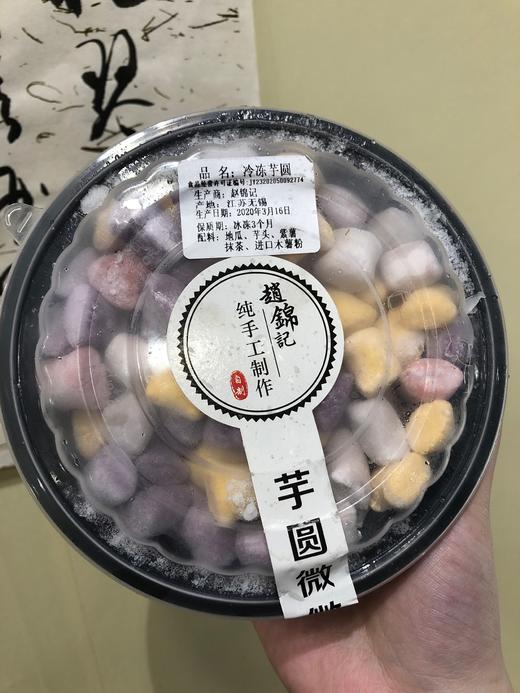 品 名：冷冻芋圆
食品经营许可证编号:JY23202050092774
生产商：赵锦记
产地：江苏无锡
生产日期：2020年3月16日
保质期：冰冻3个月
配料：地瓜、芋头、紫薯
抹茶、进口木薯粉
趙錦記
纯手工制作
自制
芋圆微